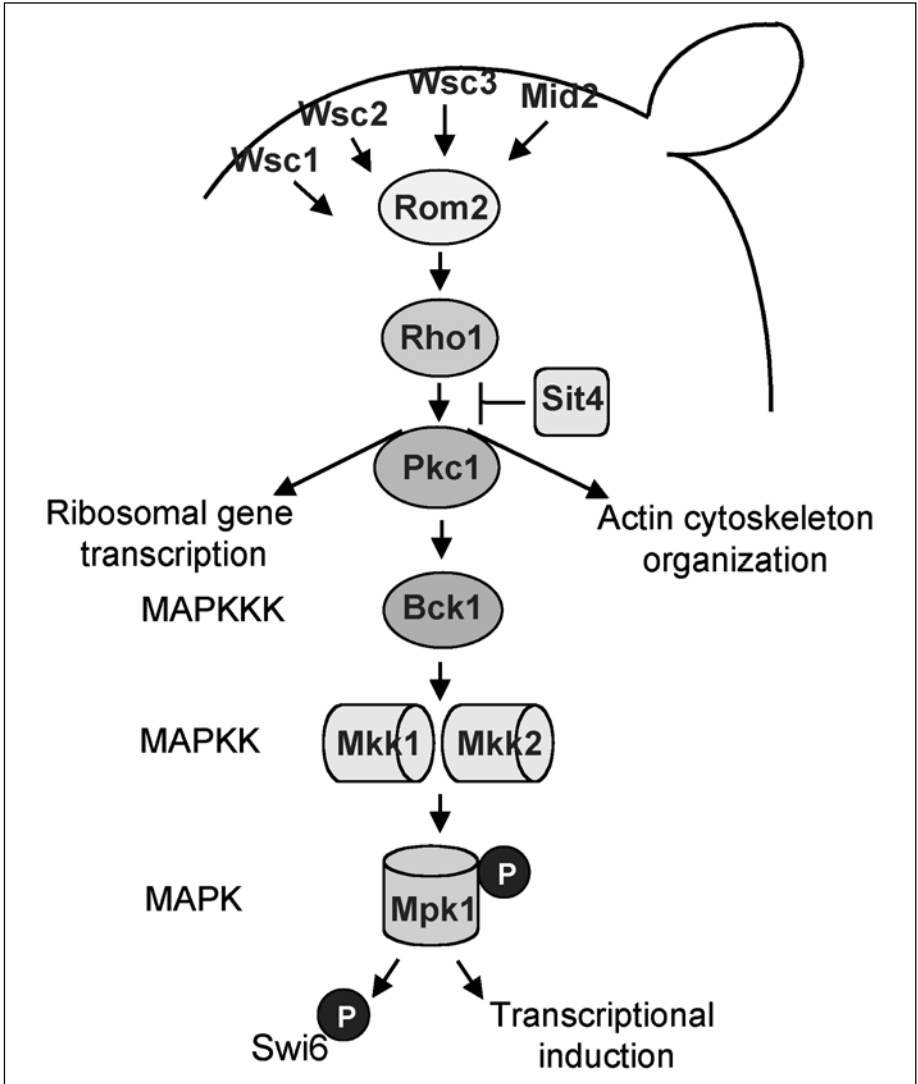 Wsc3
Mid2
Wsc2
Wsc1
Rom2
Rho1
Sit4
Pkc1
Ribosomal gene
transcription
Actin cytoskeleton
organization
MAPKKK
Bck1
MAPKK
Mkk1
Mkk2
P
MAPK
Mpk1
P
Swi6
Transcriptional
induction